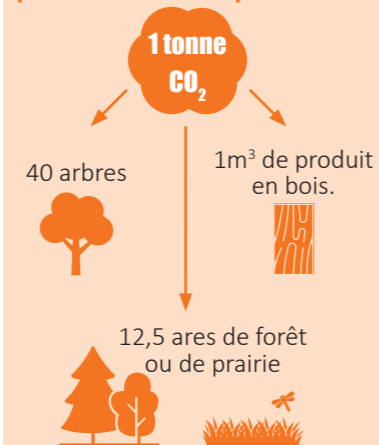 1 tonne
CO₂
40 arbres
1m³ de produit
en bois.
12,5 ares de forêt
ou de prairie